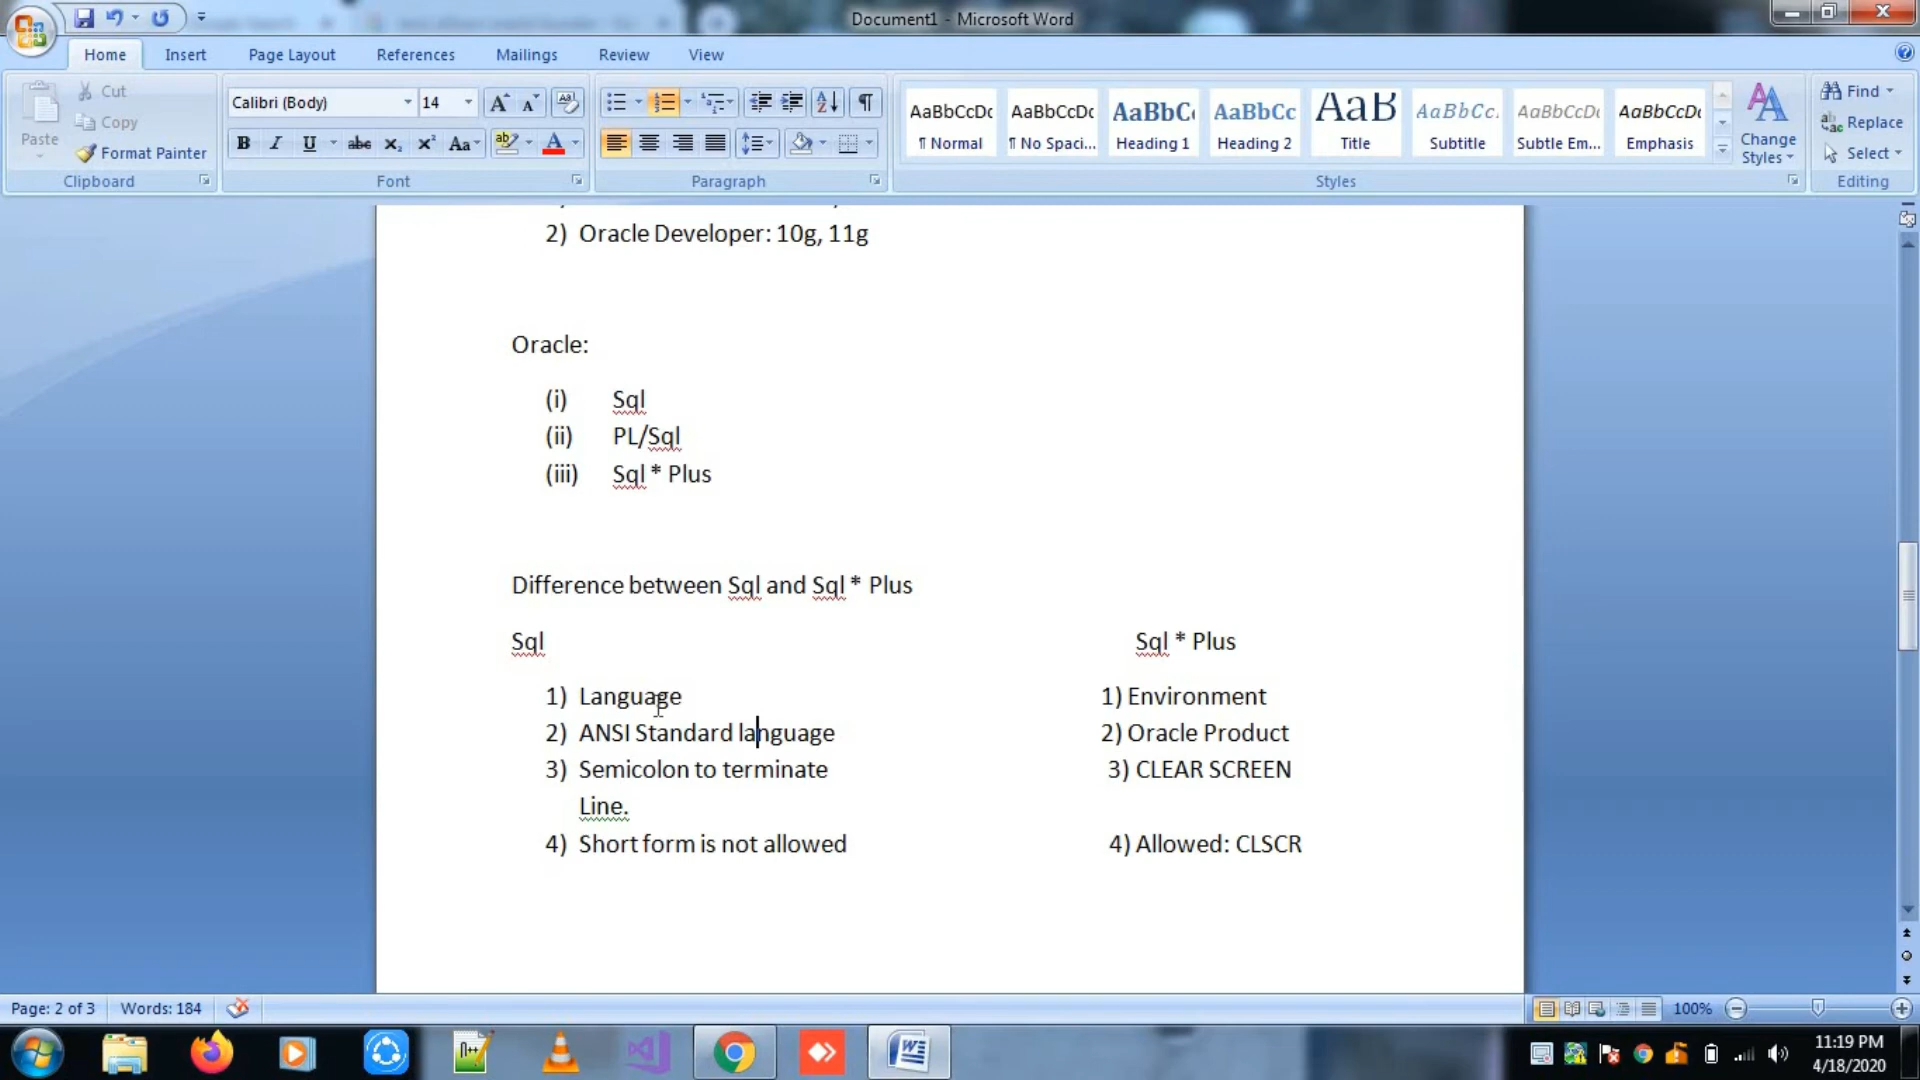 Document1 - Microsoft Word
Home Insert Page Layout References Mailings Review View
Paste
Cut
Copy
Format Painter
Clipboard
Calibri (Body) 14
Font
Paragraph
AaBbCcDc AaBbCcDc AaBbC AaBbCc AaB AaBbCc. AaBbCcDc AaBbCcDc
¶ Normal ¶ No Spaci... Heading 1 Heading 2 Title Subtitle Subtle Em... Emphasis
Change Styles
Styles
Find
Replace
Select
Editing
2) Oracle Developer: 10g, 11g
Oracle:
(i) Sql
(ii) PL/Sql
(iii) Sql * Plus
Difference between Sql and Sql * Plus
Sql Sql * Plus
1) Language 1) Environment
2) ANSI Standard language 2) Oracle Product
3) Semicolon to terminate 3) CLEAR SCREEN
Line.
4) Short form is not allowed 4) Allowed: CLSCR
Page: 2 of 3 Words: 184 100%
11:19 PM
4/18/2020